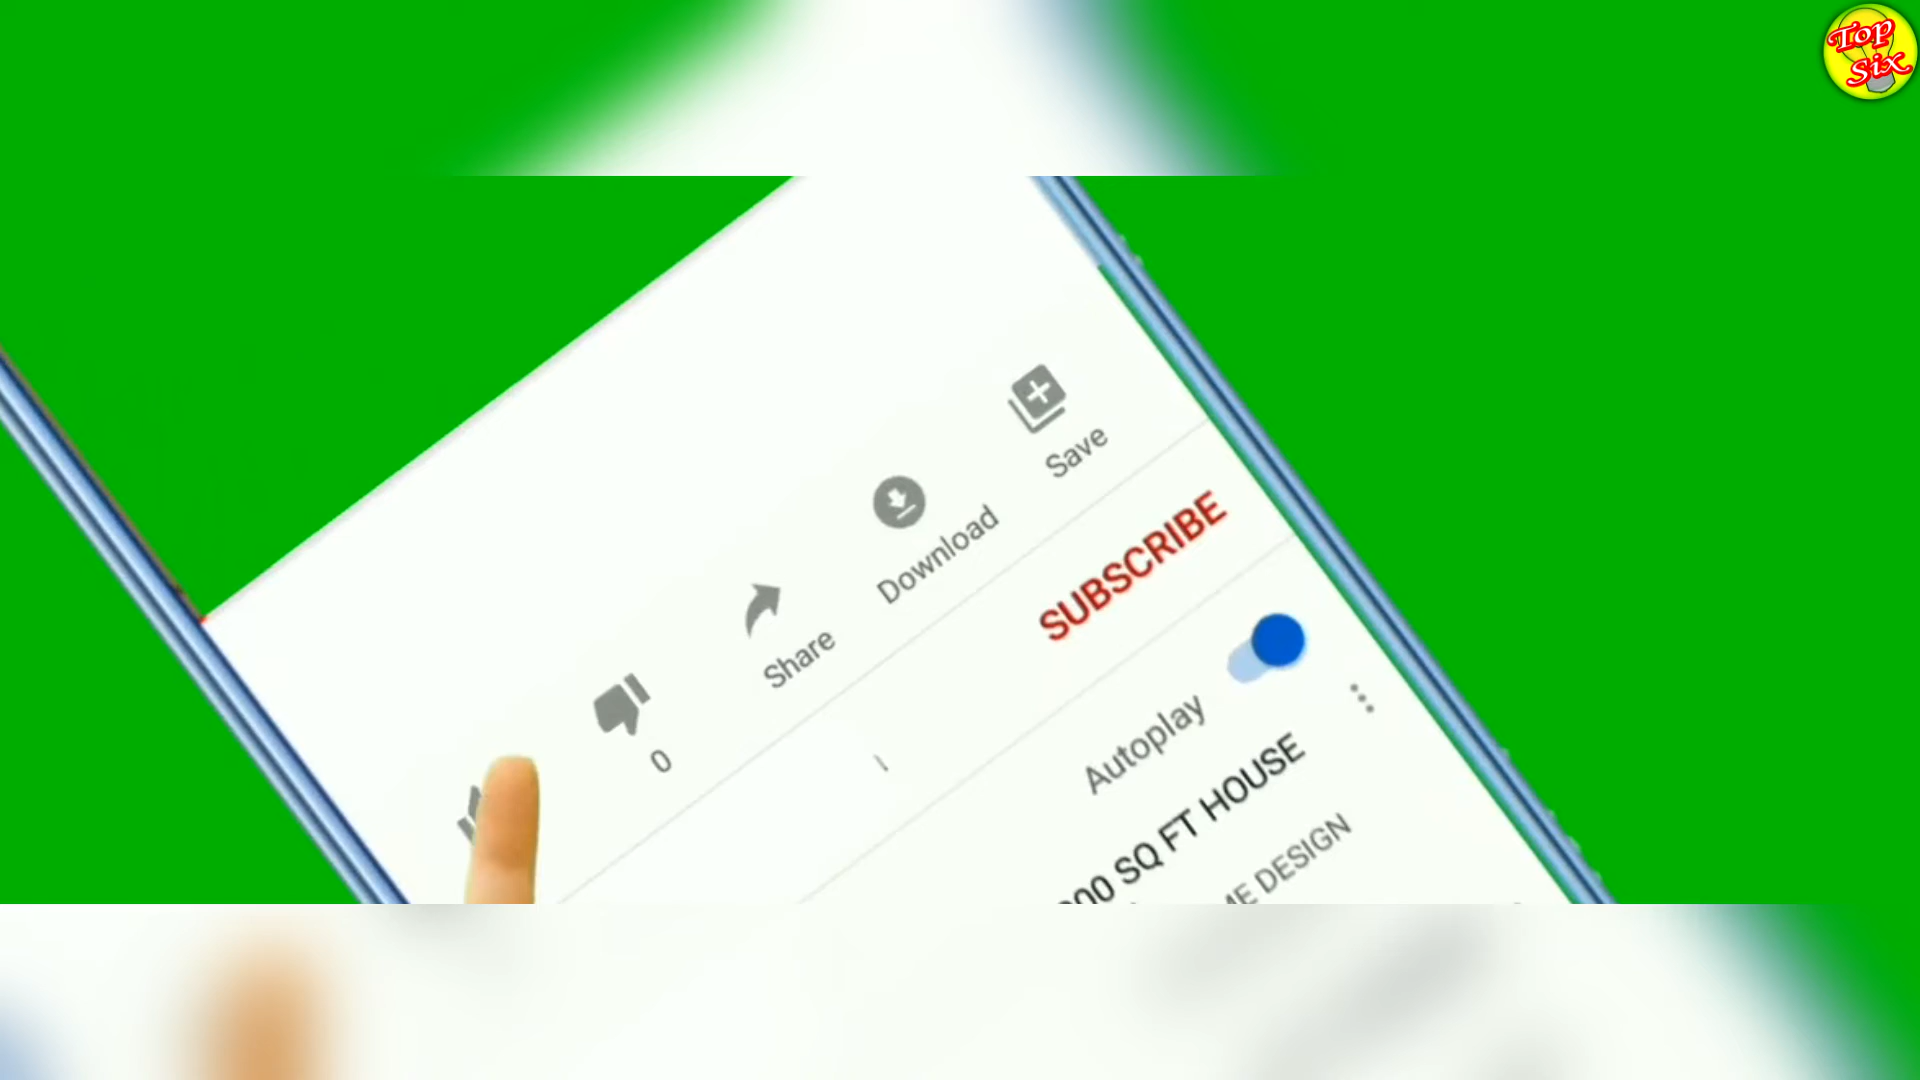 Top
Six
Save
Download
Share
0
SUBSCRIBE
Autoplay
SQ FT HOUSE
DESIGN